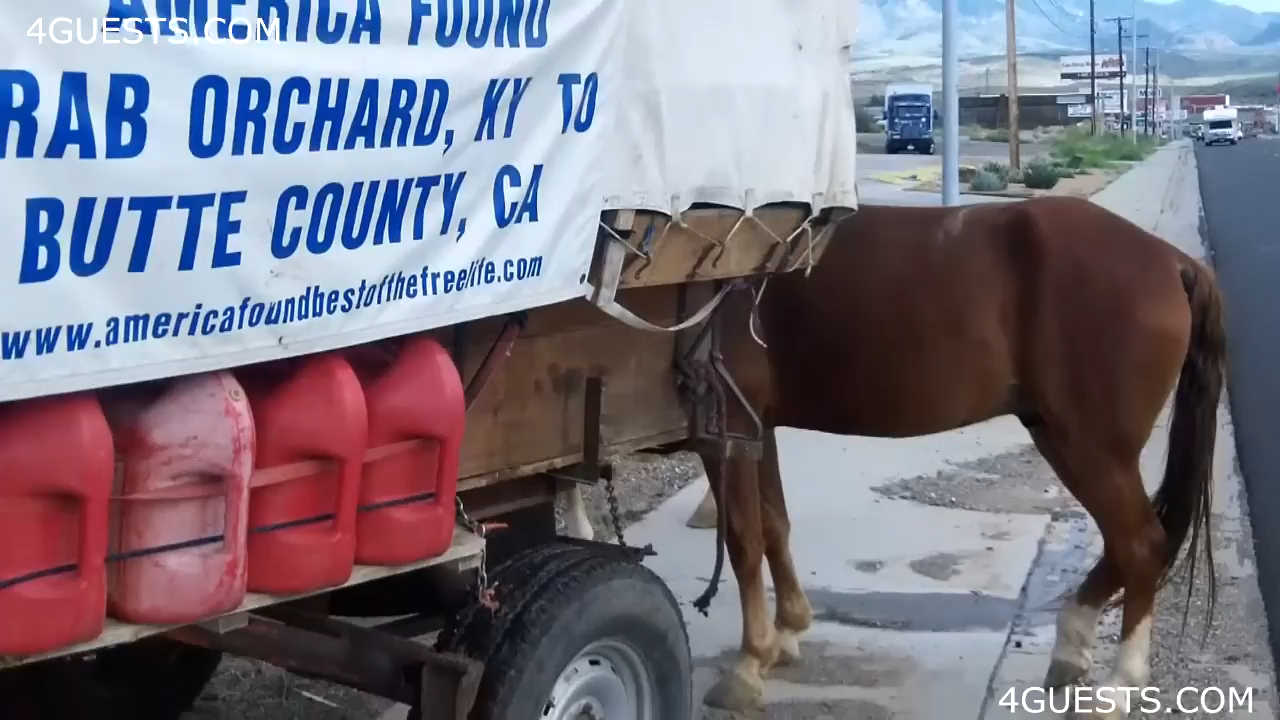 AMERICA FOUND
4GUESTS.COM
RAB ORCHARD, KY TO
BUTTE COUNTY, CA
www.americafoundbestofthefreelife.com
4GUESTS.COM